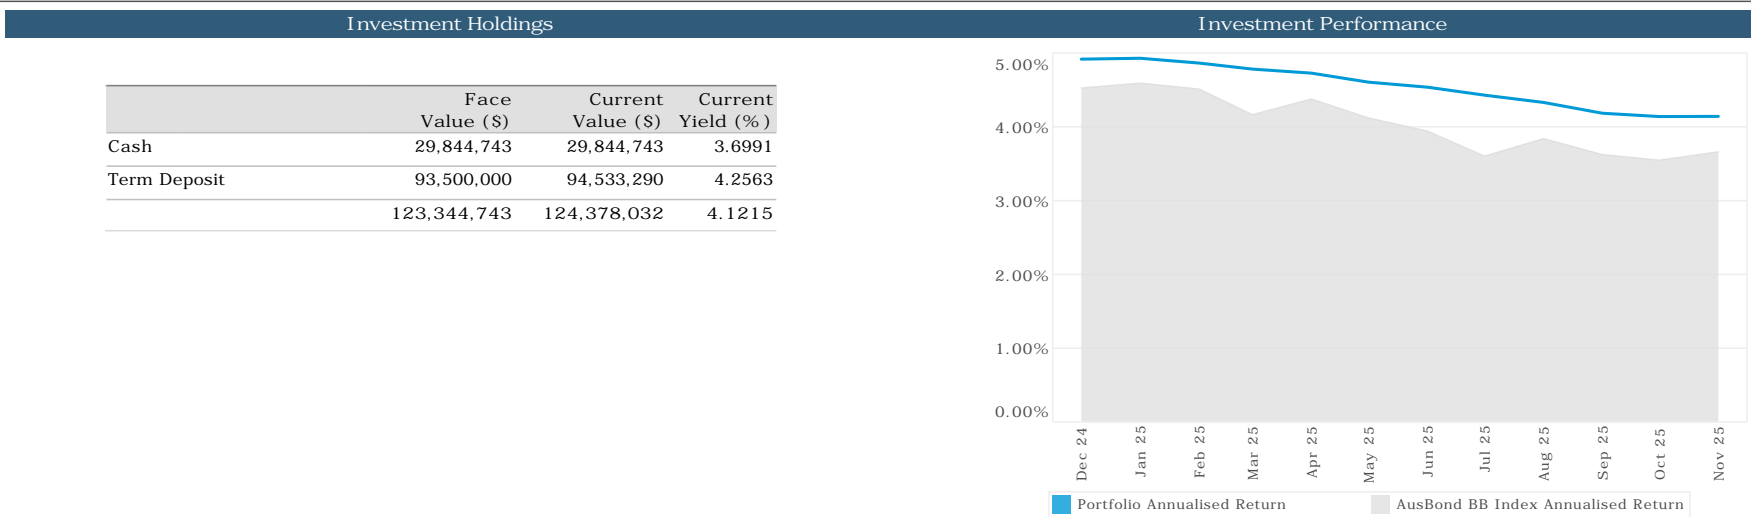 Investment Holdings
Face Current Current
Value ($) Value ($) Yield (%)
Cash 29,844,743 29,844,743 3.6991
Term Deposit 93,500,000 94,533,290 4.2563
123,344,743 124,378,032 4.1215
Investment Performance
5.00%
4.00%
3.00%
2.00%
1.00%
0.00%
Dec 24
Jan 25
Feb 25
Mar 25
Apr 25
May 25
Jun 25
Jul 25
Aug 25
Sep 25
Oct 25
Nov 25
Portfolio Annualised Return
AusBond BB Index Annualised Return